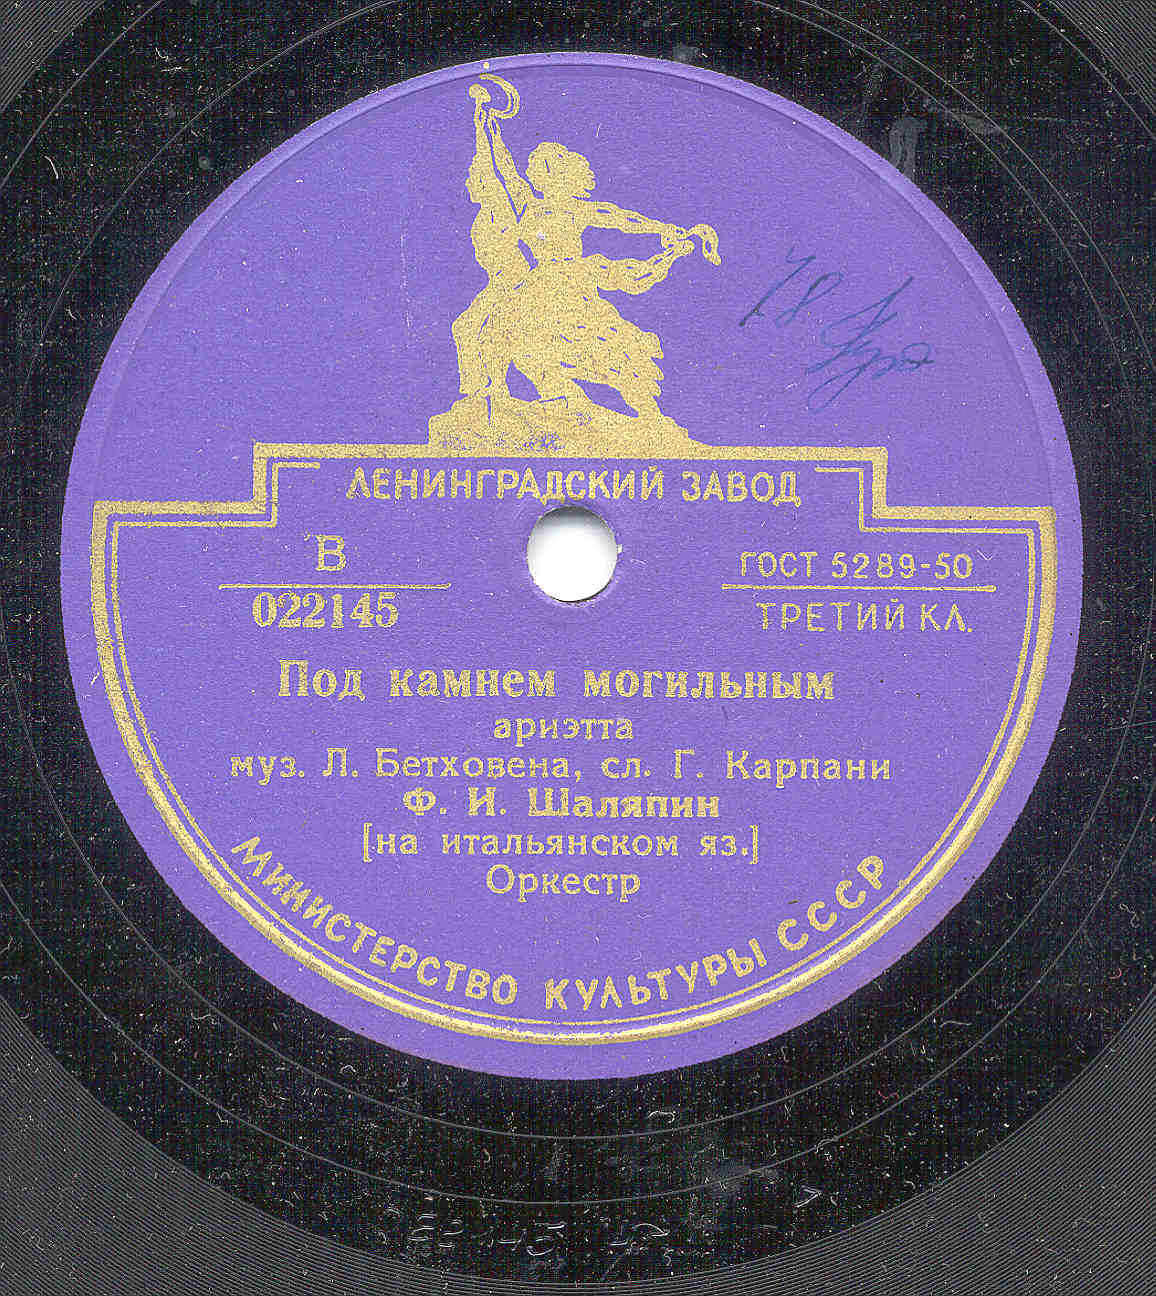 ЛЕНИНГРАДСКИЙ ЗАВОД
В
022145
ГОСТ 5289-50
ТРЕТИЙ КЛ.
Под камнем могильным
ариэтта
муз. Л. Бетховена, сл. Г. Карпани
Ф. И. Шаляпин
[на итальянском яз.]
Оркестр
МИНИСТЕРСТВО КУЛЬТУРЫ СССР